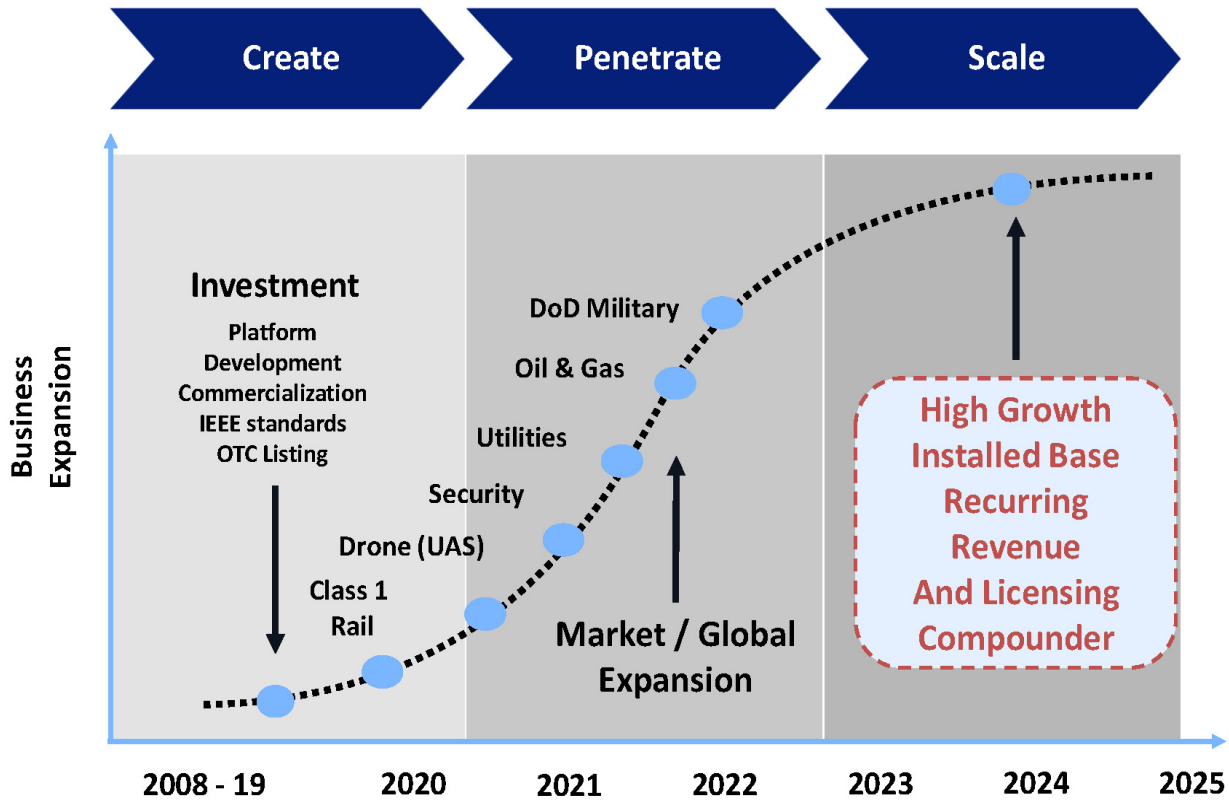 Create
Penetrate
Scale
Business
Expansion
Investment
Platform
Development
Commercialization
IEEE standards
OTC Listing
Class 1
Rail
Drone (UAS)
Security
Utilities
Oil & Gas
DoD Military
Market / Global
Expansion
High Growth
Installed Base
Recurring
Revenue
And Licensing
Compounder
2008 - 19
2020
2021
2022
2023
2024
2025